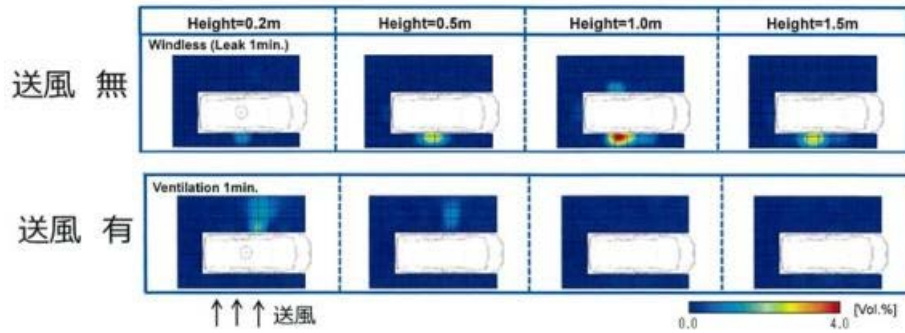 Height=0.2m Height=0.5m Height=1.0m Height=1.5m
Windless (Leak 1min.)
送風 無
Ventilation 1min.
送風 有
↑ ↑ ↑ 送風
0.0 4.0 [Vol.%]